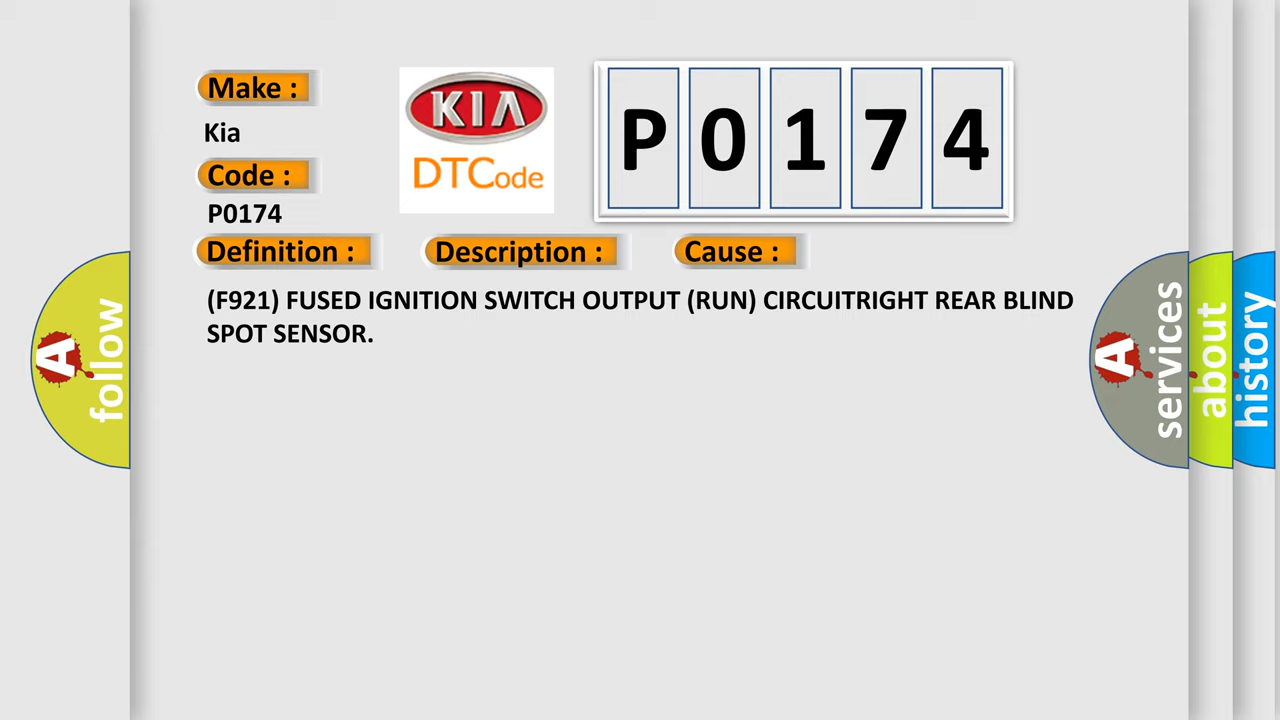 Make :
Kia
Code :
P0174
KIA
DTCode
P0174
Definition :
Description :
Cause :
(F921) FUSED IGNITION SWITCH OUTPUT (RUN) CIRCUITRIGHT REAR BLIND
SPOT SENSOR.
A
follow
A
services
about
history